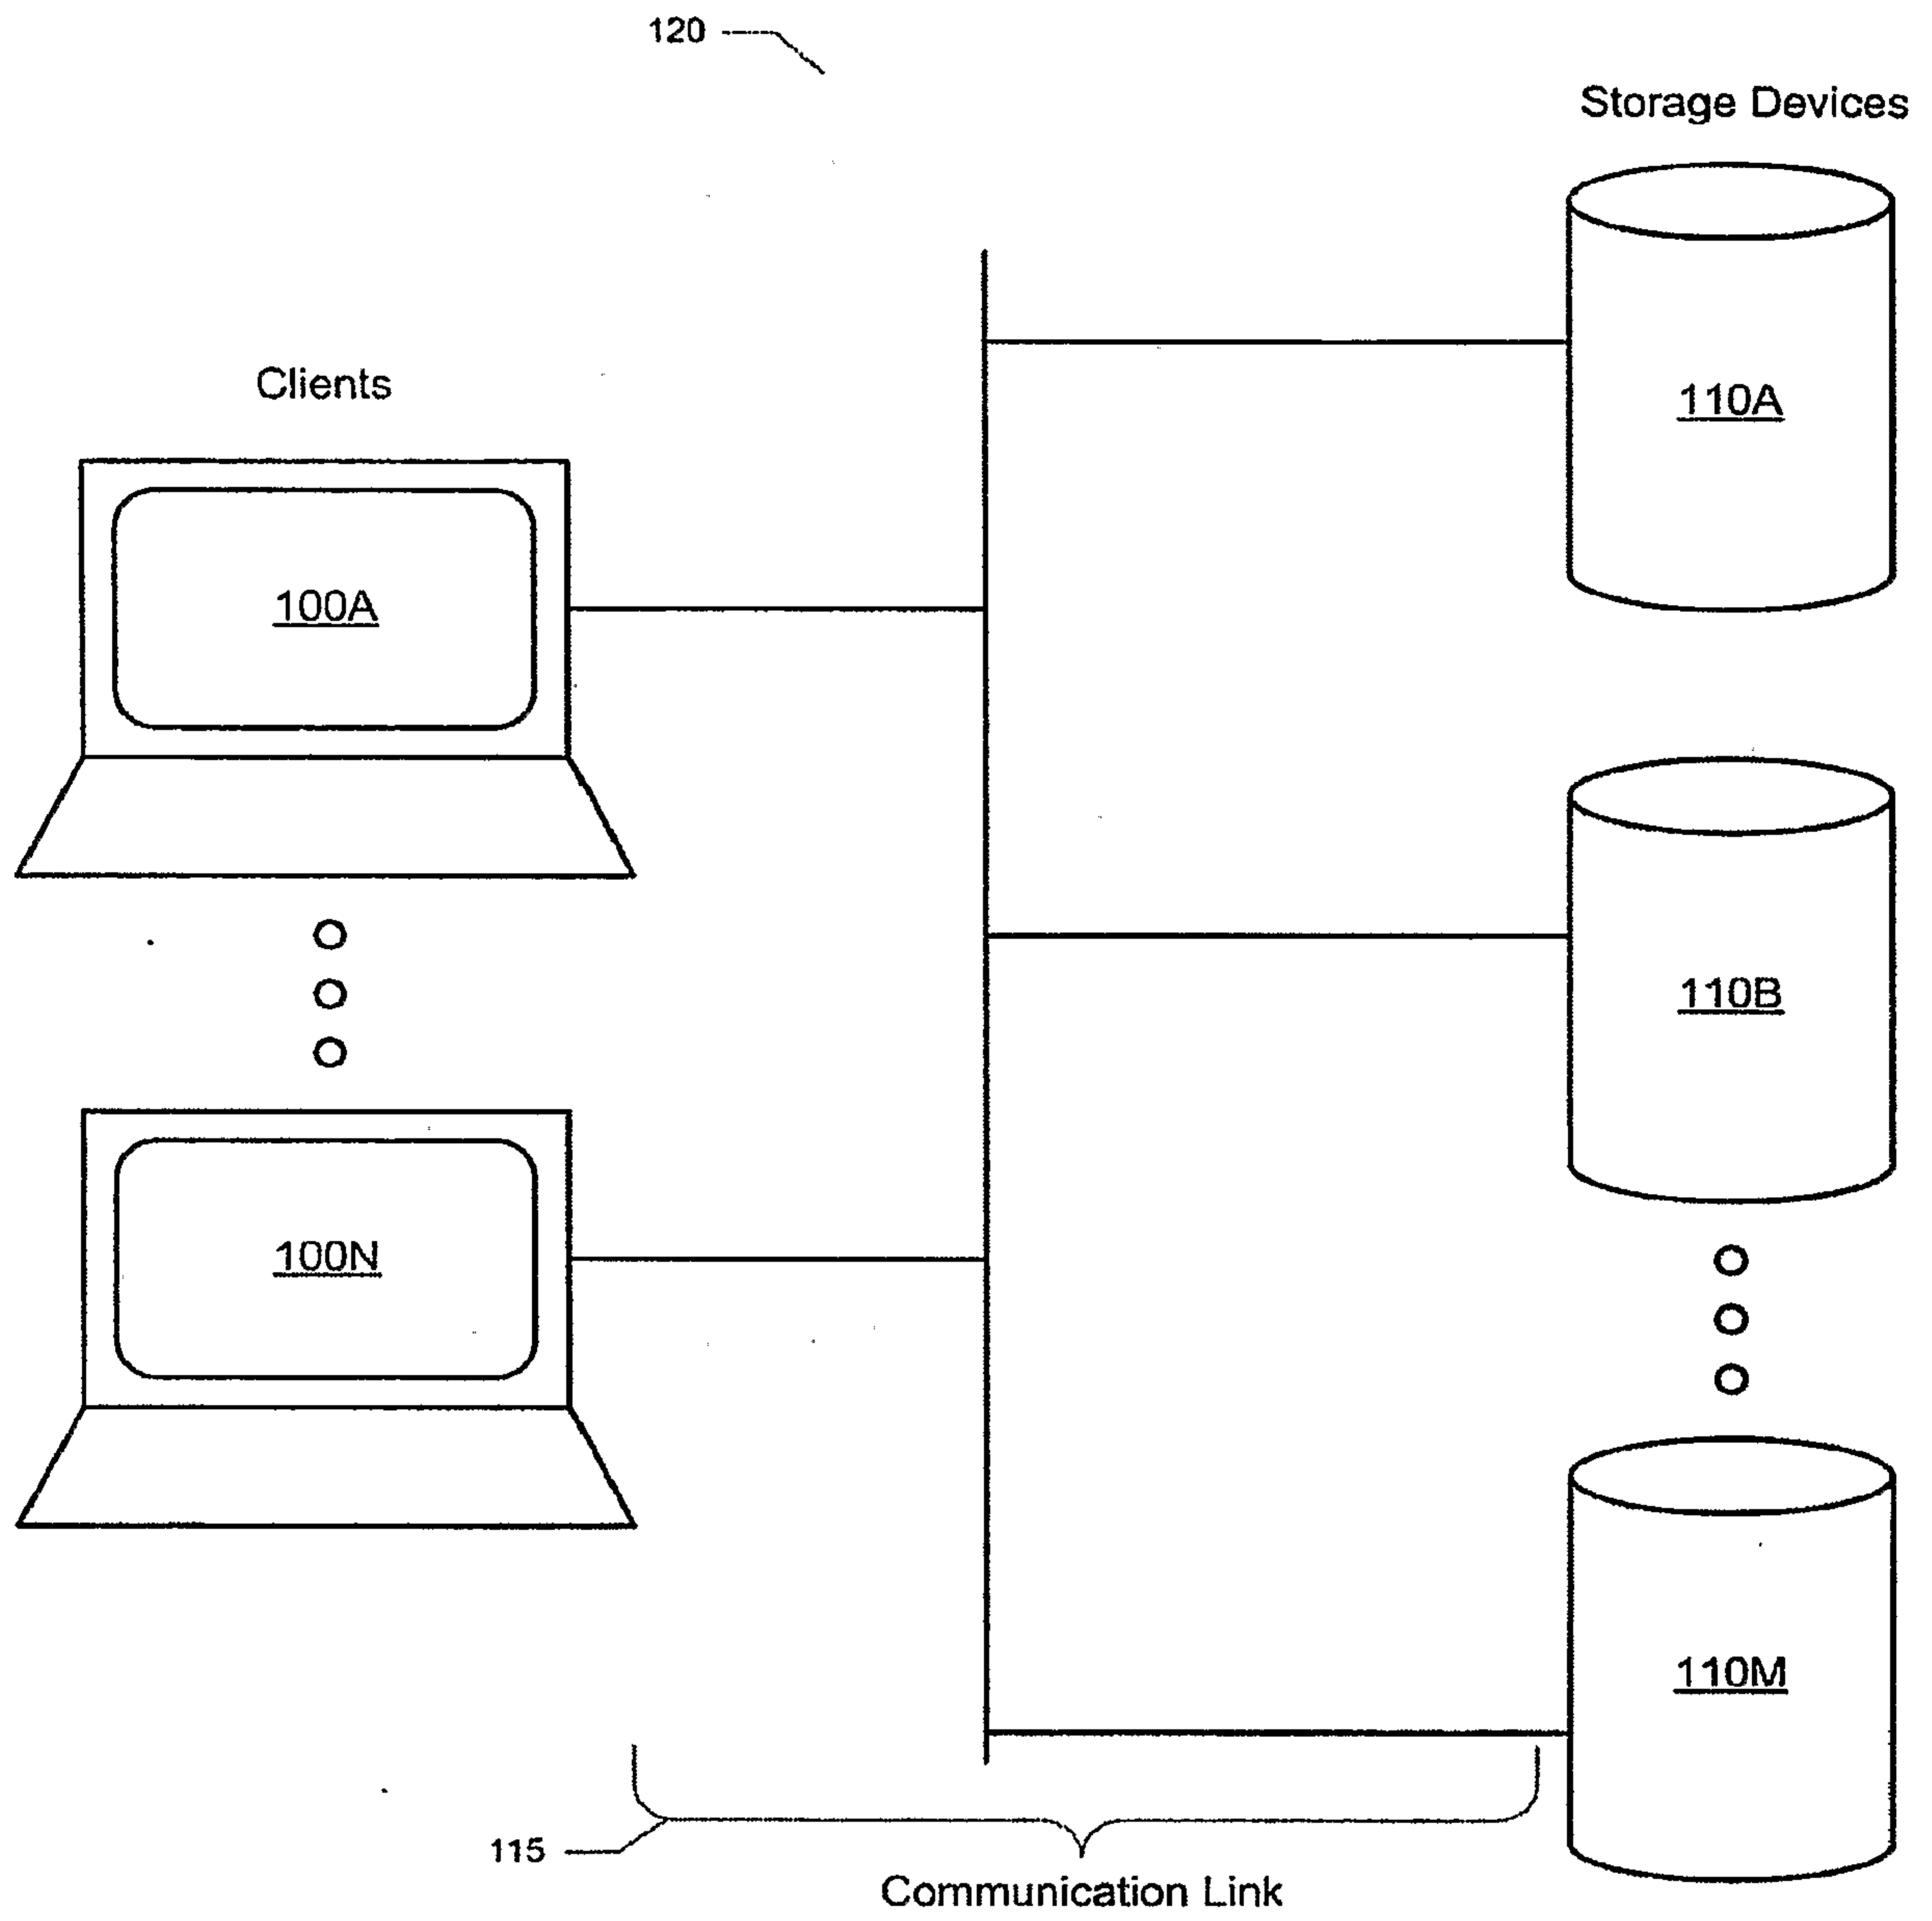 120
Storage Devices
Clients
110A
100A
110B
100N
110M
115
Communication Link